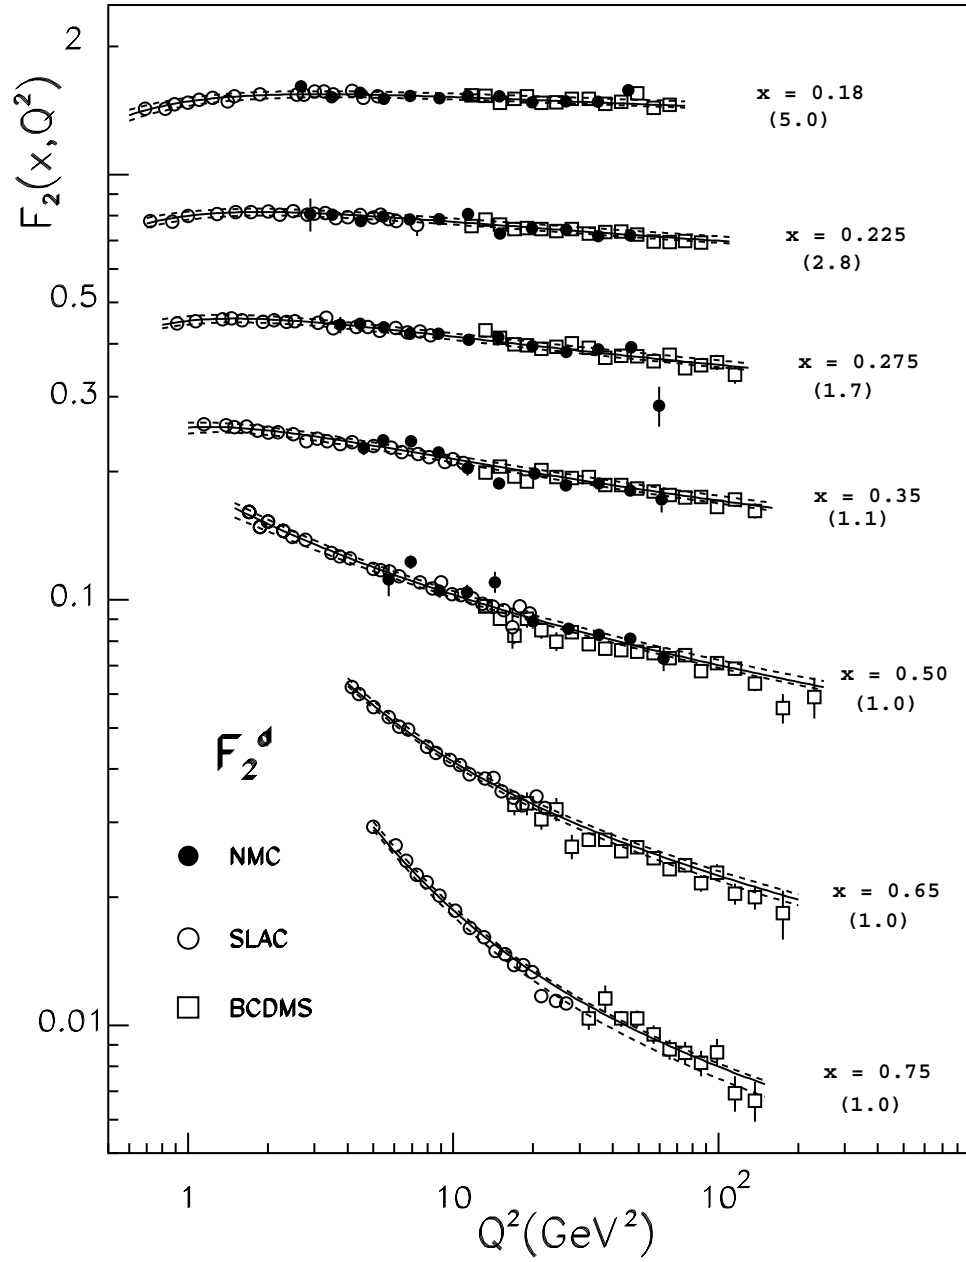 F₂(x,Q²)
2
0.5
0.3
0.1
0.01
x = 0.18
(5.0)
x = 0.225
(2.8)
x = 0.275
(1.7)
x = 0.35
(1.1)
x = 0.50
(1.0)
x = 0.65
(1.0)
x = 0.75
(1.0)
F₂ᵈ
NMC
SLAC
BCDMS
1
10
10²
Q²(GeV²)